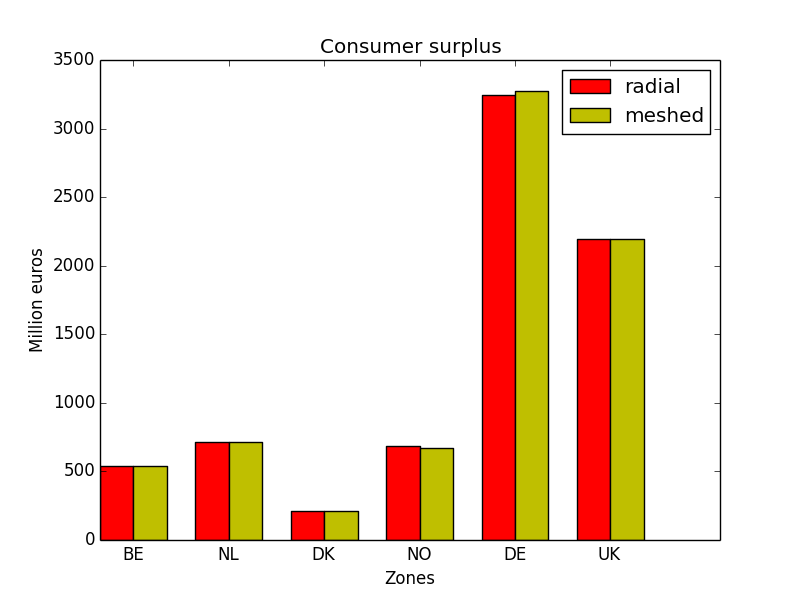 Consumer surplus
3500
3000
2500
2000
1500
1000
500
0
Million euros
radial
meshed
BE NL DK NO DE UK
Zones